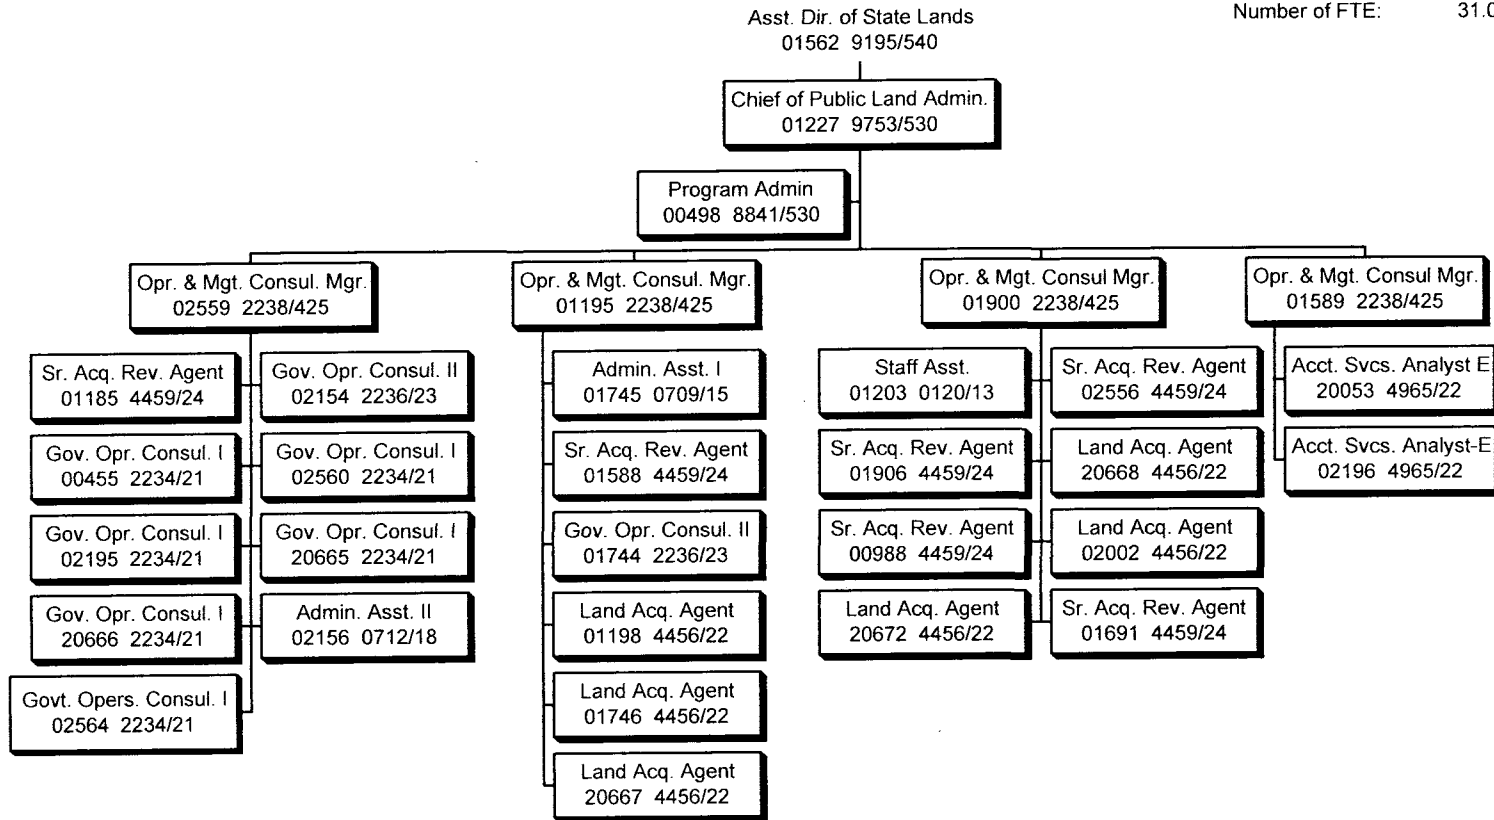 Number of FTE: 31.0
Asst. Dir. of State Lands
01562 9195/540
Chief of Public Land Admin.
01227 9753/530
Program Admin
00498 8841/530
Opr. & Mgt. Consul. Mgr.
02559 2238/425
Sr. Acq. Rev. Agent
01185 4459/24
Gov. Opr. Consul. II
02154 2236/23
Gov. Opr. Consul. I
00455 2234/21
Gov. Opr. Consul. I
02560 2234/21
Gov. Opr. Consul. I
02195 2234/21
Gov. Opr. Consul. I
20665 2234/21
Gov. Opr. Consul. I
20666 2234/21
Admin. Asst. II
02156 0712/18
Govt. Opers. Consul. I
02564 2234/21
Opr. & Mgt. Consul. Mgr.
01195 2238/425
Admin. Asst. I
01745 0709/15
Sr. Acq. Rev. Agent
01588 4459/24
Gov. Opr. Consul. II
01744 2236/23
Land Acq. Agent
01198 4456/22
Land Acq. Agent
01746 4456/22
Land Acq. Agent
20667 4456/22
Opr. & Mgt. Consul Mgr.
01900 2238/425
Staff Asst.
01203 0120/13
Sr. Acq. Rev. Agent
02556 4459/24
Sr. Acq. Rev. Agent
01906 4459/24
Land Acq. Agent
20668 4456/22
Sr. Acq. Rev. Agent
00988 4459/24
Land Acq. Agent
02002 4456/22
Land Acq. Agent
20672 4456/22
Sr. Acq. Rev. Agent
01691 4459/24
Opr. & Mgt. Consul Mgr.
01589 2238/425
Acct. Svcs. Analyst E
20053 4965/22
Acct. Svcs. Analyst-E
02196 4965/22